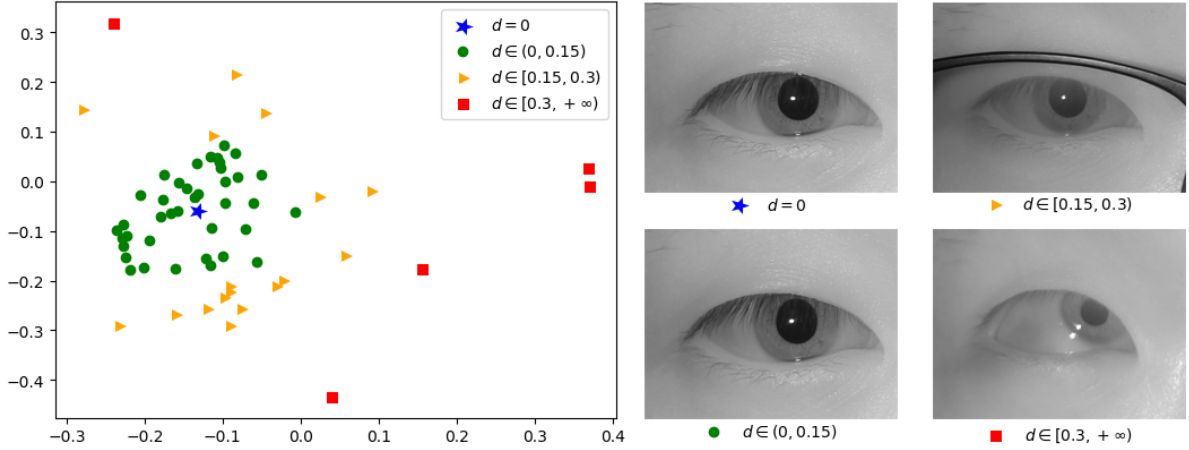 0.3
0.2
0.1
0.0
−0.1
−0.2
−0.3
−0.4
−0.3
−0.2
−0.1
0.0
0.1
0.2
0.3
0.4
d = 0
d ∈ (0, 0.15)
d ∈ [0.15, 0.3)
d ∈ [0.3, + ∞)
d = 0
d ∈ [0.15, 0.3)
d ∈ (0, 0.15)
d ∈ [0.3, + ∞)